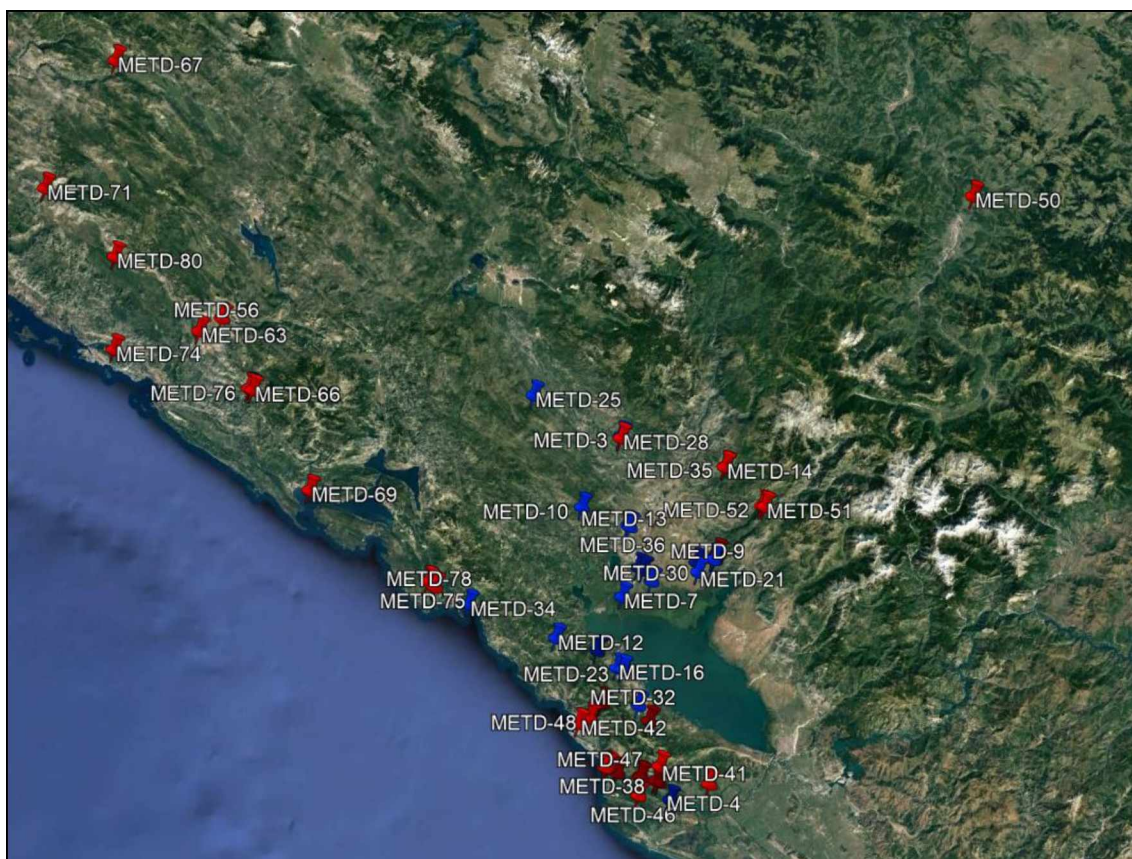 METD-67
METD-71
METD-50
METD-80
METD-56
METD-63
METD-74
METD-76 METD-66
METD-25
METD-3 METD-28
METD-35 METD-14
METD-69
METD-10 METD-13
METD-52 METD-51
METD-36 METD-9
METD-30 METD-21
METD-78
METD-75 METD-34 METD-7
METD-12
METD-23 METD-16
METD-32
METD-48 METD-42
METD-47
METD-41
METD-38
METD-4
METD-46